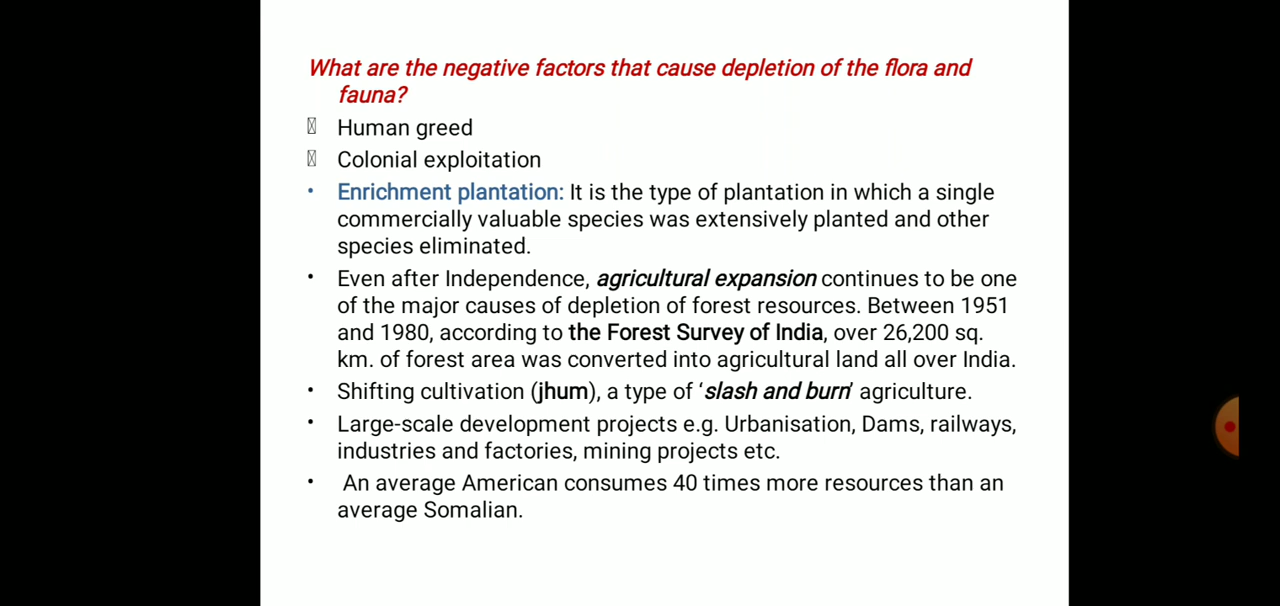 What are the negative factors that cause depletion of the flora and
fauna?
Human greed
Colonial exploitation
• Enrichment plantation: It is the type of plantation in which a single
commercially valuable species was extensively planted and other
species eliminated.
• Even after Independence, agricultural expansion continues to be one
of the major causes of depletion of forest resources. Between 1951
and 1980, according to the Forest Survey of India, over 26,200 sq.
km. of forest area was converted into agricultural land all over India.
• Shifting cultivation (jhum), a type of ‘slash and burn’ agriculture.
• Large-scale development projects e.g. Urbanisation, Dams, railways,
industries and factories, mining projects etc.
• An average American consumes 40 times more resources than an
average Somalian.